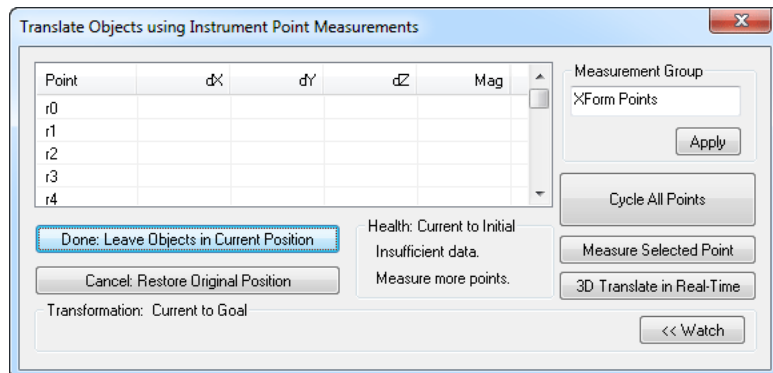 Translate Objects using Instrument Point Measurements
Point dX dY dZ Mag
r0
r1
r2
r3
r4
Measurement Group
XForm Points
Apply
Cycle All Points
Measure Selected Point
3D Translate in Real-Time
Done: Leave Objects in Current Position
Cancel: Restore Original Position
Health: Current to Initial
Insufficient data.
Measure more points.
Transformation: Current to Goal
<< Watch